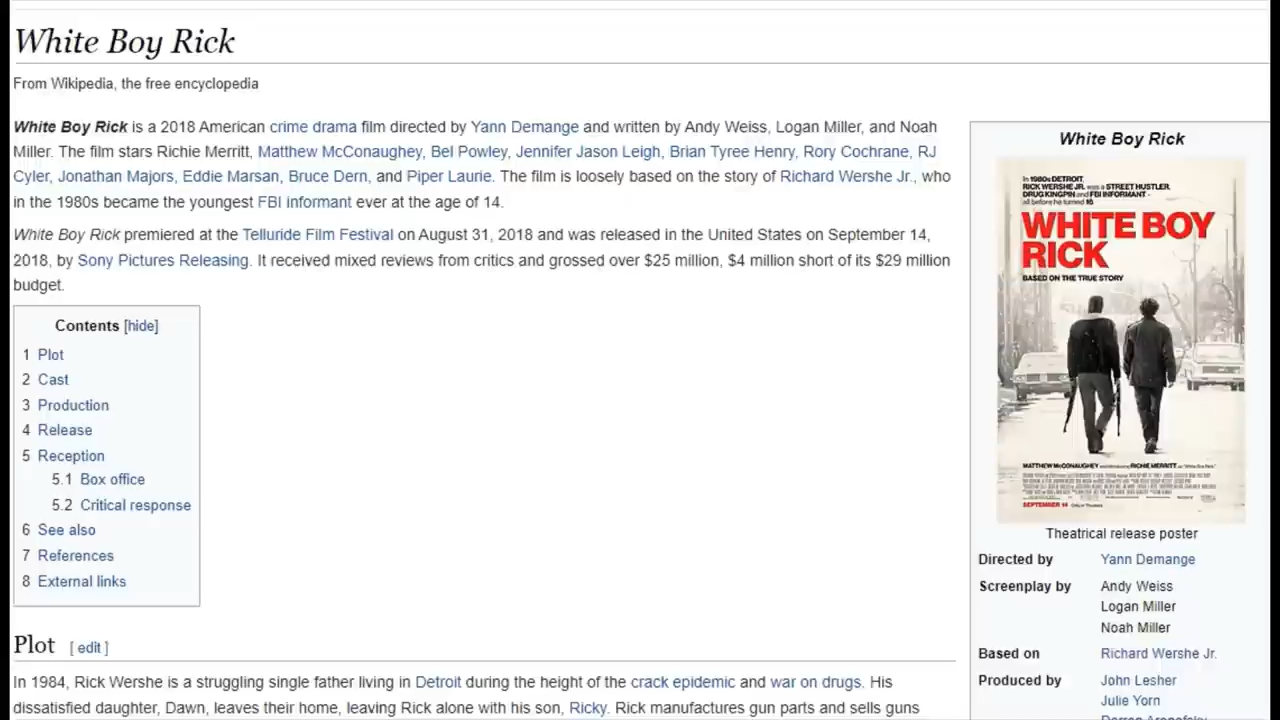 White Boy Rick
From Wikipedia, the free encyclopedia
White Boy Rick is a 2018 American crime drama film directed by Yann Demange and written by Andy Weiss, Logan Miller, and Noah
Miller. The film stars Richie Merritt, Matthew McConaughey, Bel Powley, Jennifer Jason Leigh, Brian Tyree Henry, Rory Cochrane, RJ
Cyler, Jonathan Majors, Eddie Marsan, Bruce Dern, and Piper Laurie. The film is loosely based on the story of Richard Wershe Jr., who
in the 1980s became the youngest FBI informant ever at the age of 14.
White Boy Rick premiered at the Telluride Film Festival on August 31, 2018 and was released in the United States on September 14,
2018, by Sony Pictures Releasing. It received mixed reviews from critics and grossed over $25 million, $4 million short of its $29 million
budget.
Contents [hide]
1 Plot
2 Cast
3 Production
4 Release
5 Reception
5.1 Box office
5.2 Critical response
6 See also
7 References
8 External links
Plot [ edit ]
In 1984, Rick Wershe is a struggling single father living in Detroit during the height of the crack epidemic and war on drugs. His
dissatisfied daughter, Dawn, leaves their home, leaving Rick alone with his son, Ricky. Rick manufactures gun parts and sells guns
White Boy Rick
In 1980s DETROIT,
RICK WERSHE JR. was a STREET HUSTLER,
DRUG KINGPIN and FBI INFORMANT -
all before he turned 16.
WHITE BOY
RICK
BASED ON THE TRUE STORY
MATTHEW McCONAUGHEY and introducing RICHIE MERRITT as "White Boy Rick"
SEPTEMBER 14 Only in Theaters
Theatrical release poster
Directed by Yann Demange
Screenplay by Andy Weiss
Logan Miller
Noah Miller
Based on Richard Wershe Jr.
Produced by John Lesher
Julie Yorn
Darren Aronofsky